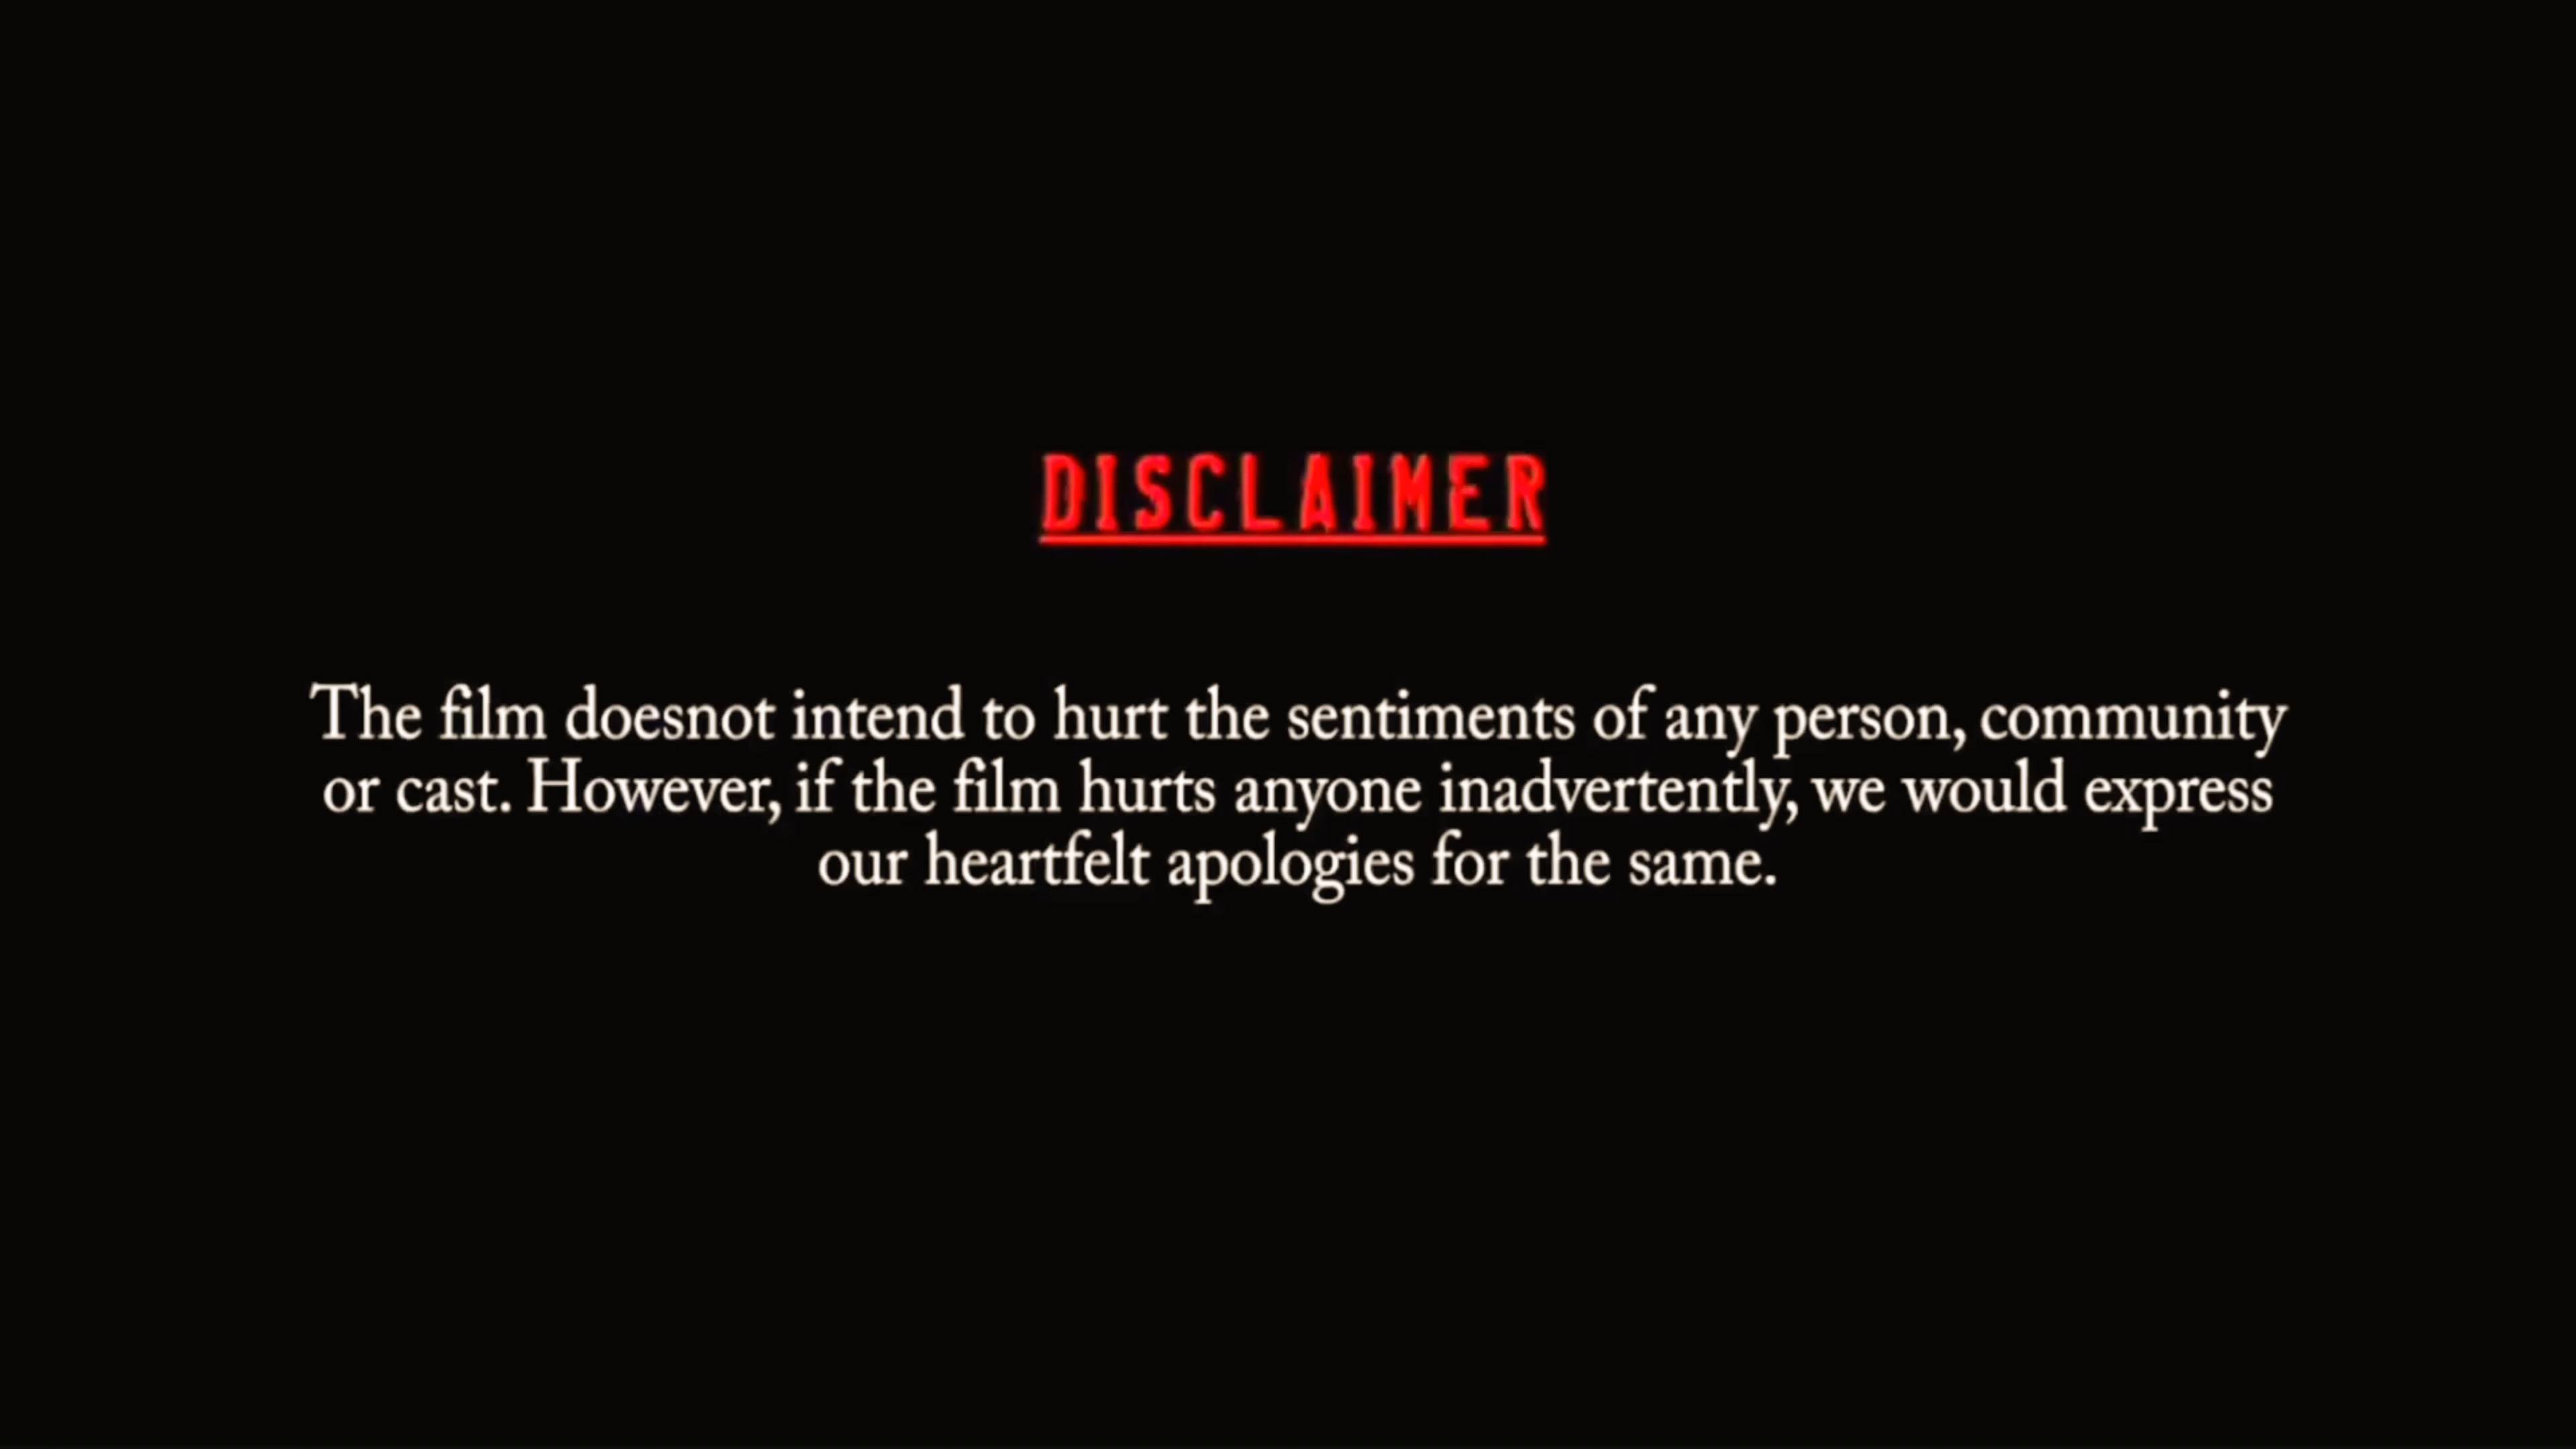 DISCLAIMER
The film doesnot intend to hurt the sentiments of any person, community
or cast. However, if the film hurts anyone inadvertently, we would express
our heartfelt apologies for the same.